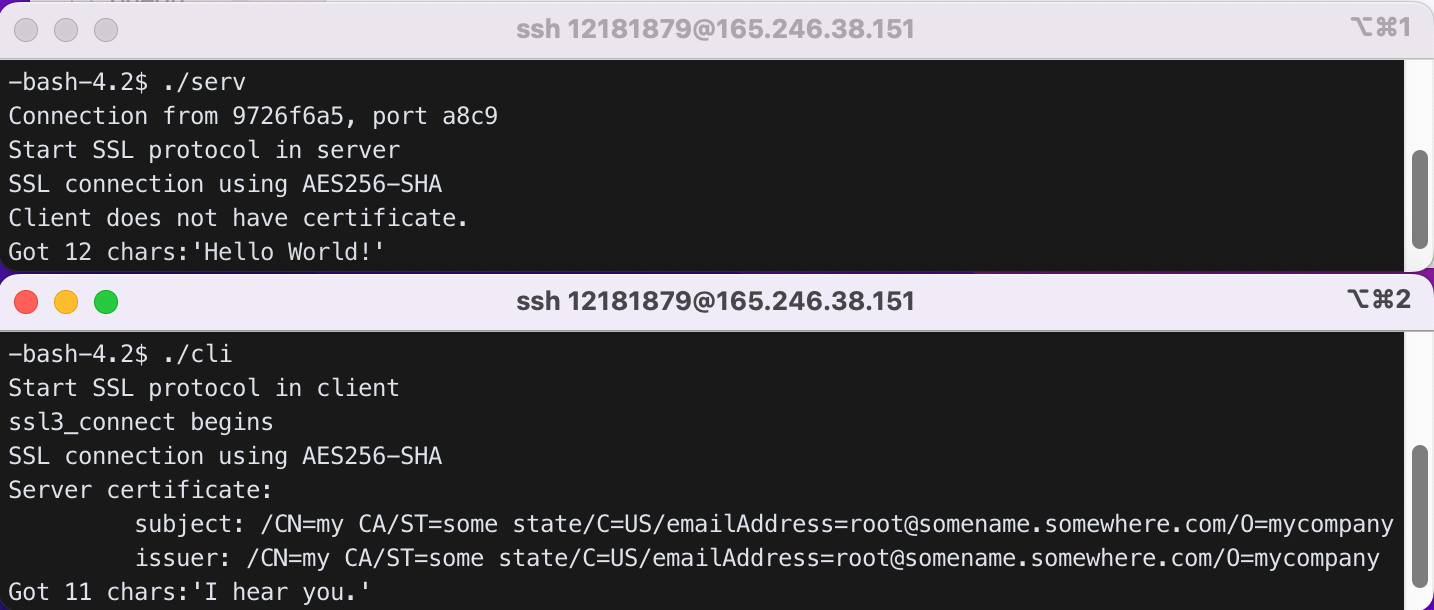 ssh 12181879@165.246.38.151
⌥⌘1
-bash-4.2$ ./serv
Connection from 9726f6a5, port a8c9
Start SSL protocol in server
SSL connection using AES256-SHA
Client does not have certificate.
Got 12 chars:'Hello World!'
ssh 12181879@165.246.38.151
⌥⌘2
-bash-4.2$ ./cli
Start SSL protocol in client
ssl3_connect begins
SSL connection using AES256-SHA
Server certificate:
subject: /CN=my CA/ST=some state/C=US/emailAddress=root@somename.somewhere.com/O=mycompany
issuer: /CN=my CA/ST=some state/C=US/emailAddress=root@somename.somewhere.com/O=mycompany
Got 11 chars:'I hear you.'